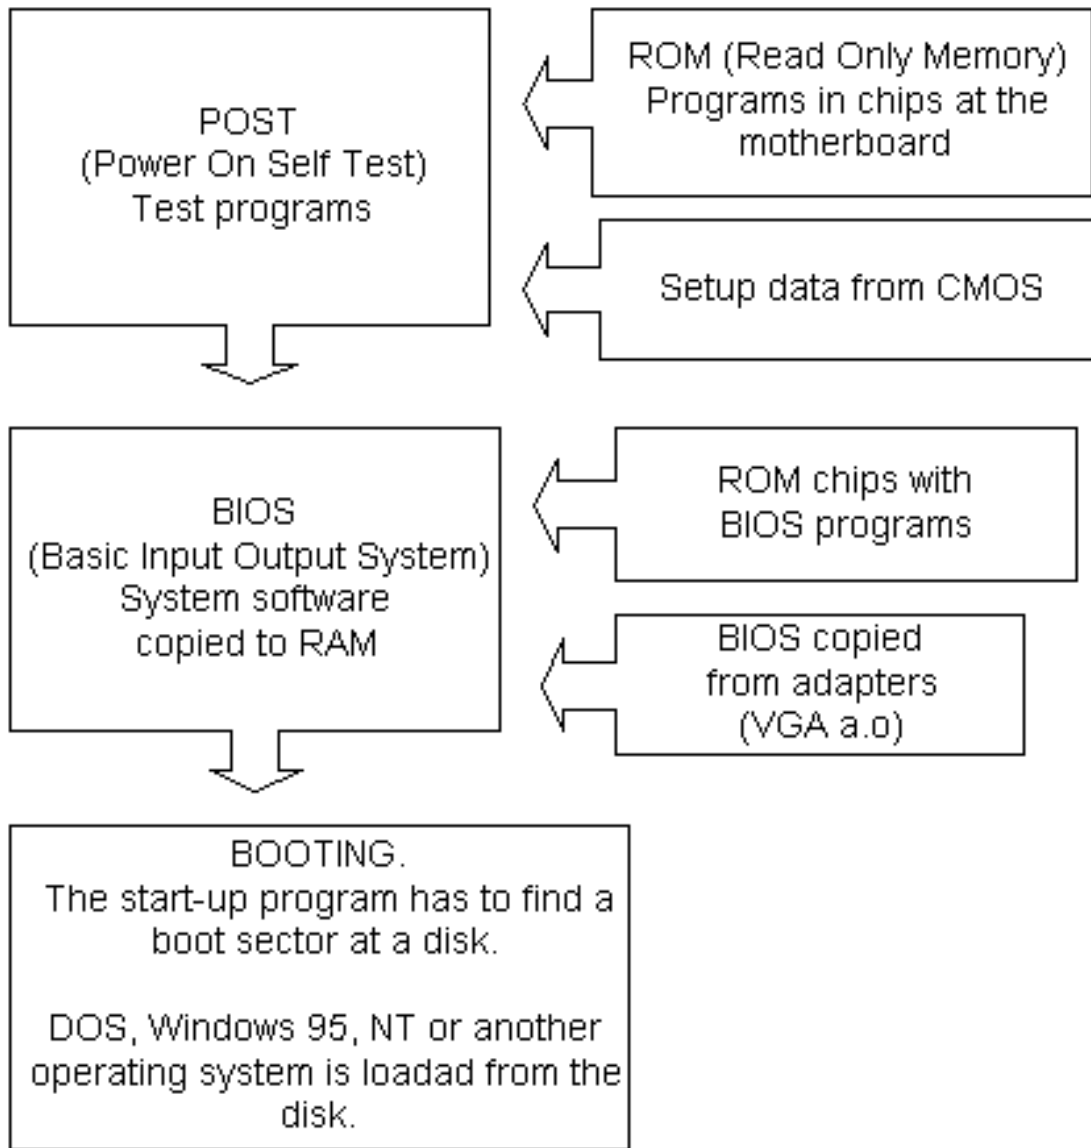 POST
(Power On Self Test)
Test programs
ROM (Read Only Memory)
Programs in chips at the
motherboard
Setup data from CMOS
BIOS
(Basic Input Output System)
System software
copied to RAM
ROM chips with
BIOS programs
BIOS copied
from adapters
(VGA a.o)
BOOTING.
The start-up program has to find a
boot sector at a disk.
DOS, Windows 95, NT or another
operating system is loadad from the
disk.